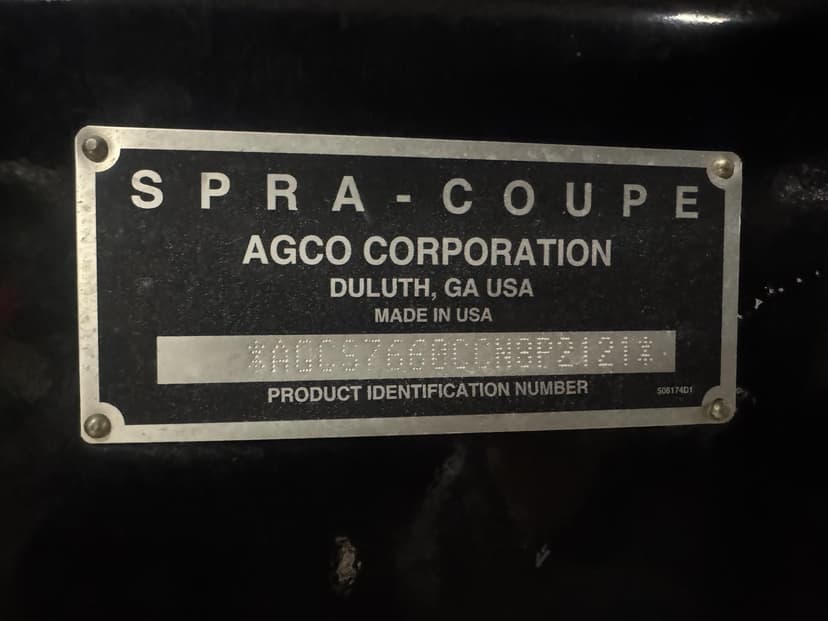 SPRA-COUPE
AGCO CORPORATION
DULUTH, GA USA
MADE IN USA
*AGCS7660CCN8P2121*
PRODUCT IDENTIFICATION NUMBER
508174D1